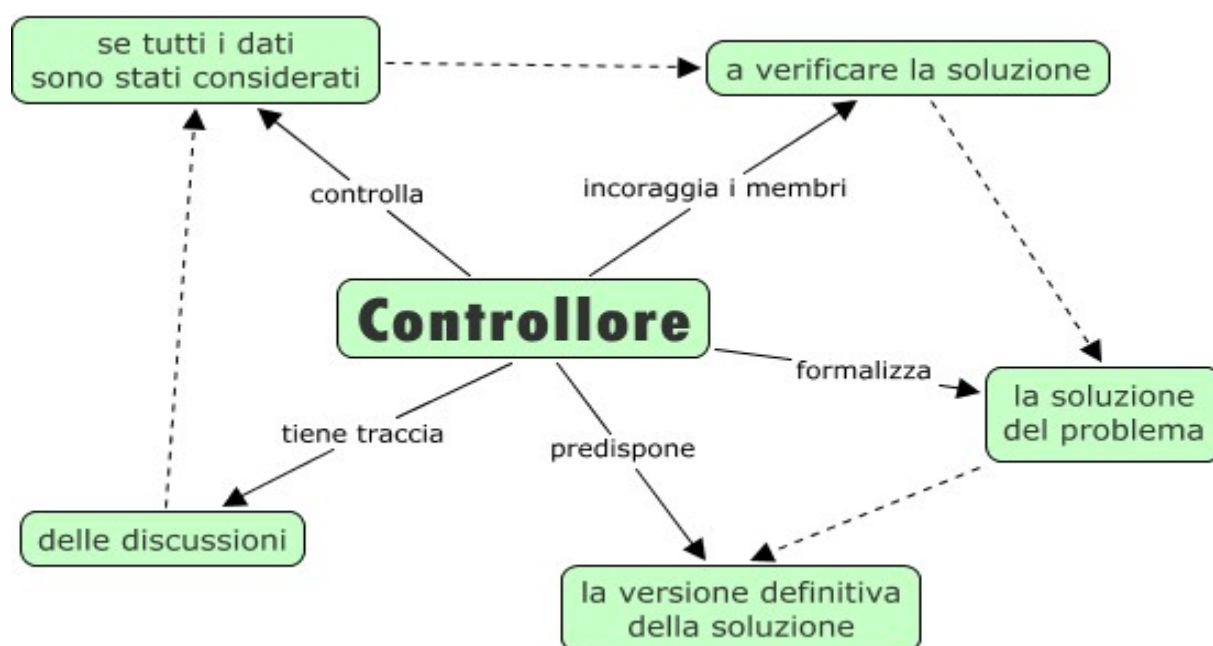 se tutti i dati
sono stati considerati
a verificare la soluzione
controlla
incoraggia i membri
Controllore
formalizza
la soluzione
del problema
tiene traccia
predispone
delle discussioni
la versione definitiva
della soluzione